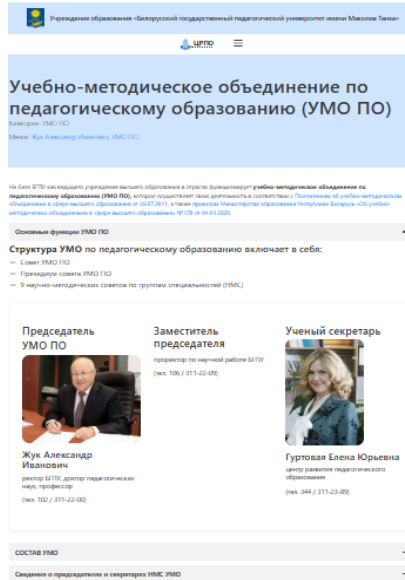 Учреждение образования «Белорусский государственный педагогический университет имени Максима Танка»
ЦРПО
Учебно-методическое объединение по
педагогическому образованию (УМО ПО)
Категория: УМО ПО
Метки: Жук Александр Иванович, УМО ПО
На базе БГПУ как ведущего учреждения высшего образования в отрасли функционирует учебно-методическое объединение по
педагогическому образованию (УМО ПО), которое осуществляет свою деятельность в соответствии с Положением об учебно-методическом
объединении в сфере высшего образования от 26.07.2011, а также приказом Министерства образования Республики Беларусь «Об учебно-
методических объединениях в сфере высшего образования» № 178 от 04.03.2020.
Основные функции УМО ПО
Структура УМО по педагогическому образованию включает в себя:
Совет УМО ПО
Президиум совета УМО ПО
9 научно-методических советов по группам специальностей (НМС)
Председатель
УМО ПО
Жук Александр
Иванович
ректор БГПУ, доктор педагогических
наук, профессор
(тел. 102 / 311-22-00)
Заместитель
председателя
проректор по научной работе БГПУ
(тел. 106 / 311-22-09)
Ученый секретарь
Гуртовая Елена Юрьевна
центр развития педагогического
образования
(тел. 344 / 311-23-89)
СОСТАВ УМО
Сведения о председателях и секретарях НМС УМО